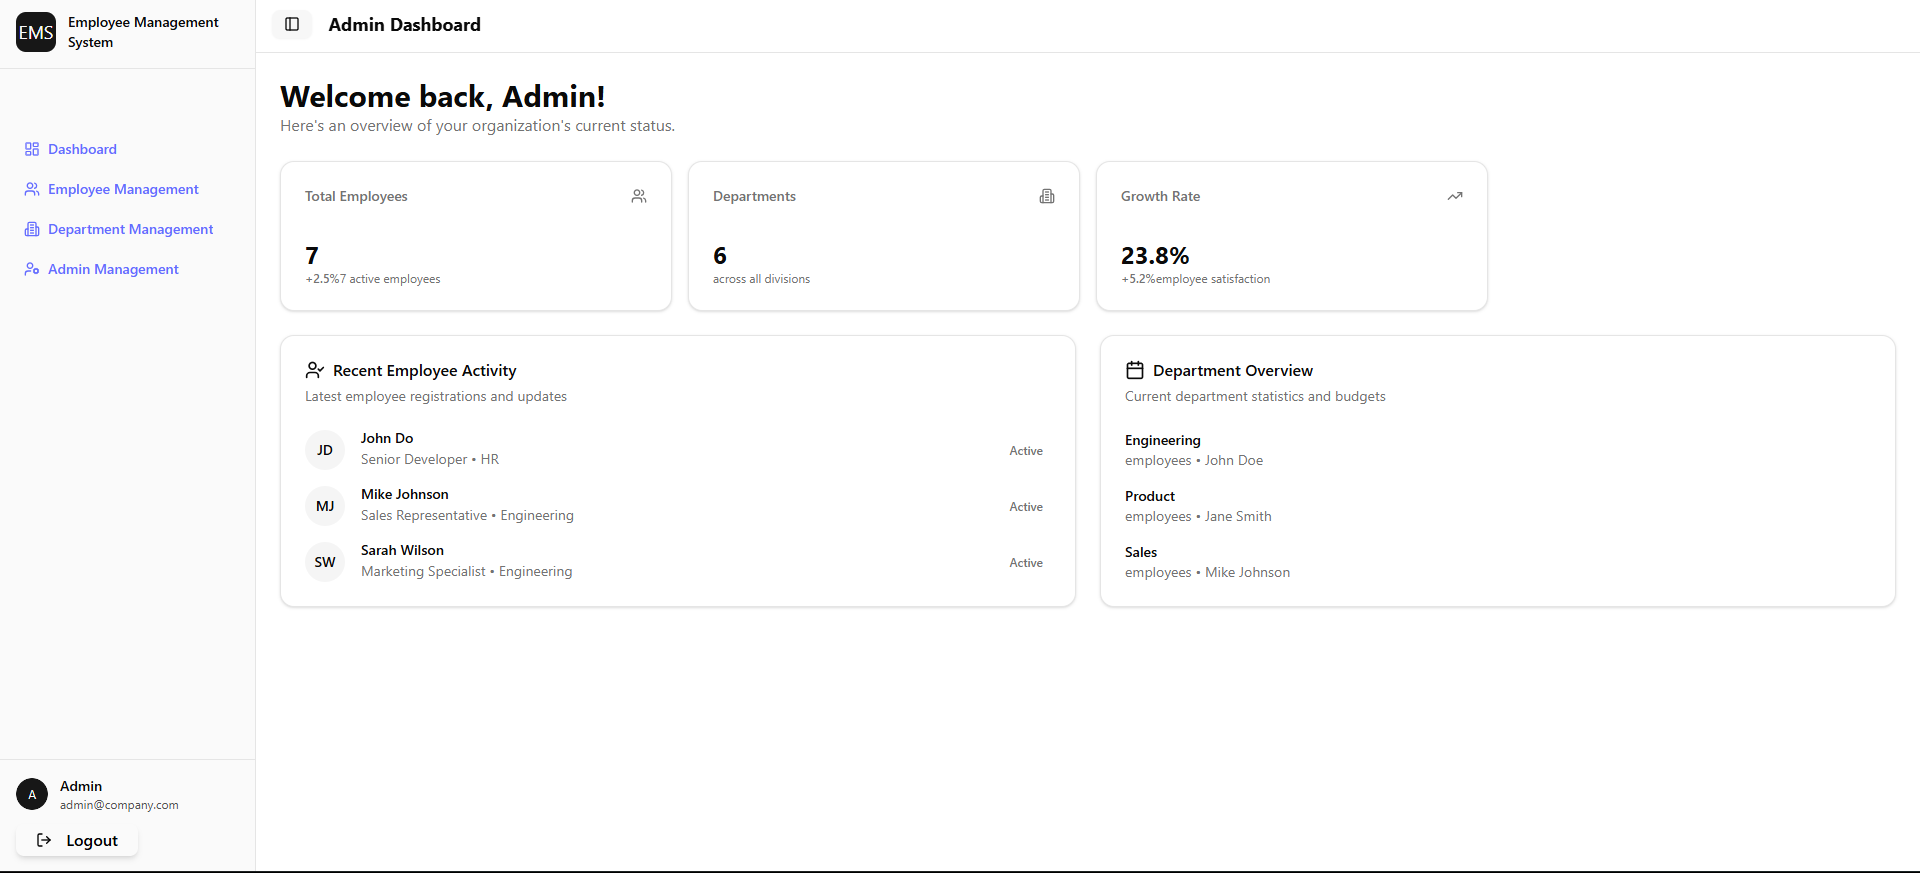 EMS
Employee Management
System
Dashboard
Employee Management
Department Management
Admin Management
Admin Dashboard
Welcome back, Admin!
Here's an overview of your organization's current status.
Total Employees
7
+2.5%7 active employees
Departments
6
across all divisions
Growth Rate
23.8%
+5.2%employee satisfaction
Recent Employee Activity
Latest employee registrations and updates
JD
John Do
Senior Developer • HR
Active
MJ
Mike Johnson
Sales Representative • Engineering
Active
SW
Sarah Wilson
Marketing Specialist • Engineering
Active
Department Overview
Current department statistics and budgets
Engineering
employees • John Doe
Product
employees • Jane Smith
Sales
employees • Mike Johnson
A
Admin
admin@company.com
Logout